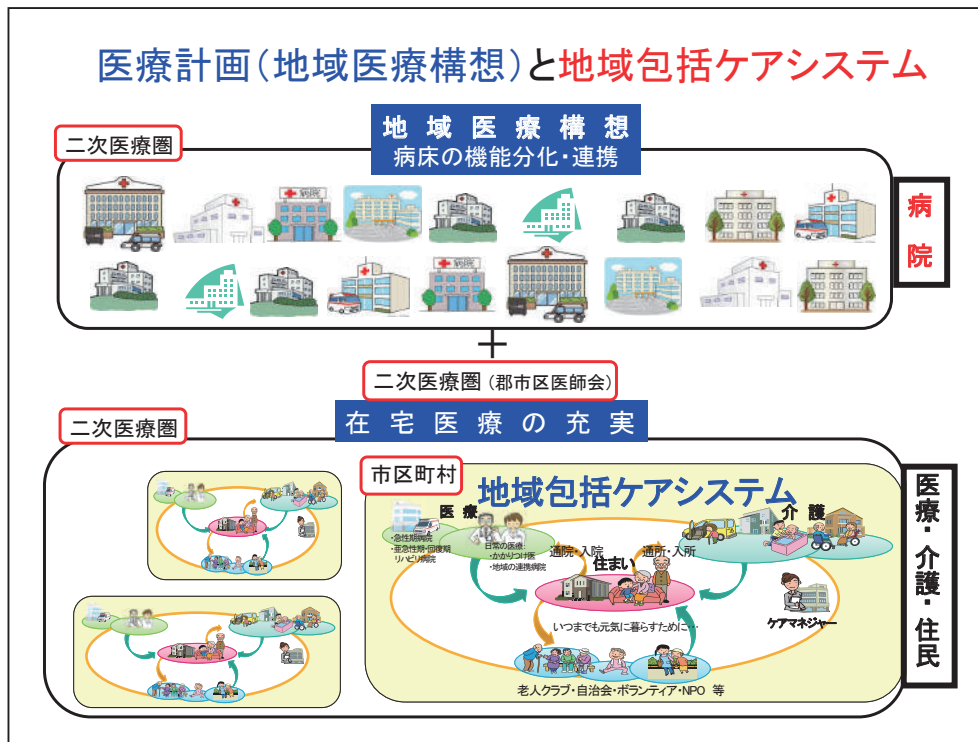 医療計画(地域医療構想)と地域包括ケアシステム
二次医療圏
地域医療構想
病床の機能分化・連携
病院
病院
二次医療圏(郡市区医師会)
在宅医療の充実
二次医療圏
市区町村
地域包括ケアシステム
医療
介護
・急性期病院
・亜急性期・回復期
リハビリ病院
日常の医療:
・かかりつけ医
・地域の連携病院
通院・入院
通所・入所
住まい
ケアマネジャー
いつまでも元気に暮らすために…
老人クラブ・自治会・ボランティア・NPO 等
医療・介護・住民